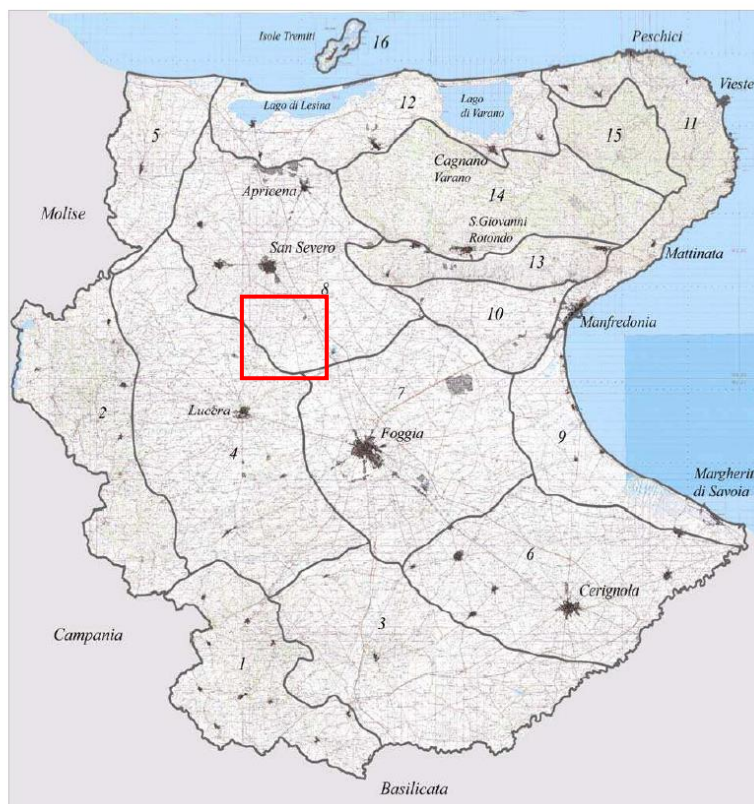 Isole Tremiti
16
Peschici
Vieste
Lago di Lesina
12
Lago
di Varano
11
15
5
Cagnano
Varano
Apricena
14
Molise
S.Giovanni
Rotondo
San Severo
13
Mattinata
8
10
Manfredonia
7
2
Lucera
4
Foggia
9
Margherit
di Savoia
6
Cerignola
Campania
3
1
Basilicata